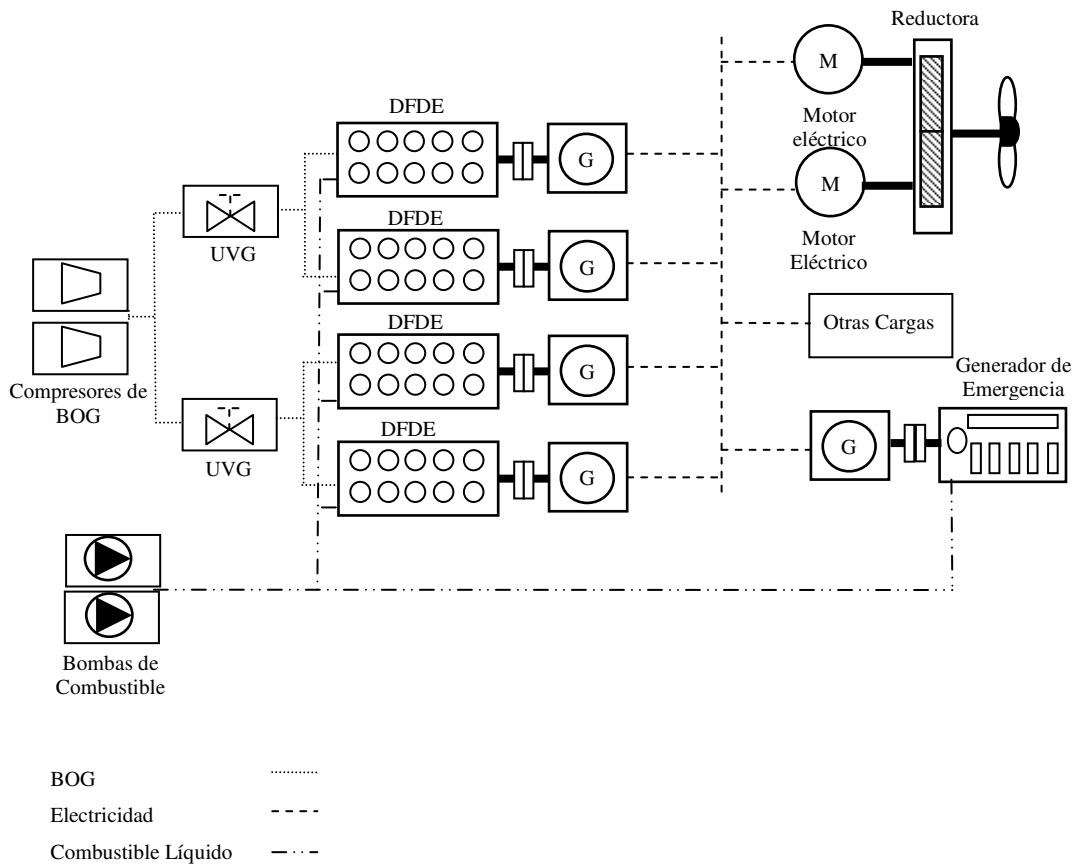 Reductora
M
Motor
eléctrico
M
Motor
Eléctrico
DFDE
G
DFDE
G
DFDE
G
DFDE
G
UVG
UVG
Compresores de
BOG
Otras Cargas
Generador de
Emergencia
G
Bombas de
Combustible
BOG
Electricidad
Combustible Líquido